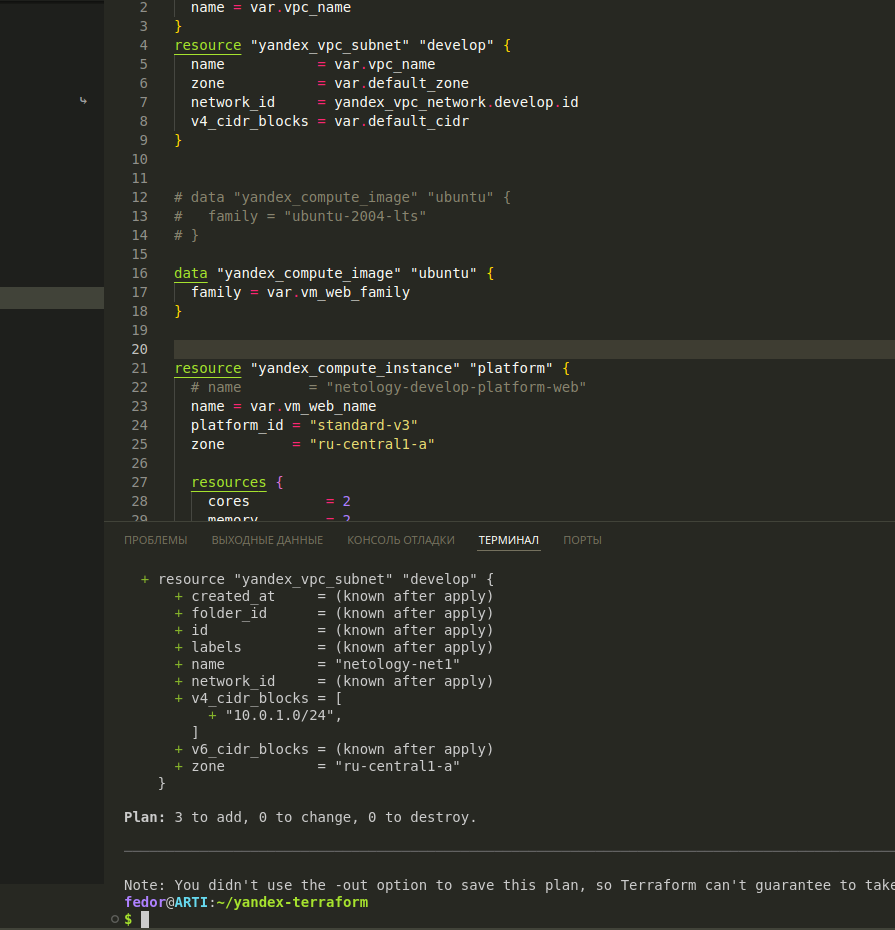 2 name = var.vpc_name
3 }
4 resource "yandex_vpc_subnet" "develop" {
5 name = var.vpc_name
6 zone = var.default_zone
7 network_id = yandex_vpc_network.develop.id
8 v4_cidr_blocks = var.default_cidr
9 }
10
11
12 # data "yandex_compute_image" "ubuntu" {
13 # family = "ubuntu-2004-lts"
14 # }
15
16 data "yandex_compute_image" "ubuntu" {
17 family = var.vm_web_family
18 }
19
20
21 resource "yandex_compute_instance" "platform" {
22 # name = "netology-develop-platform-web"
23 name = var.vm_web_name
24 platform_id = "standard-v3"
25 zone = "ru-central1-a"
26
27 resources {
28 cores = 2
29 memory = 2
ПРОБЛЕМЫ ВЫХОДНЫЕ ДАННЫЕ КОНСОЛЬ ОТЛАДКИ ТЕРМИНАЛ ПОРТЫ
+ resource "yandex_vpc_subnet" "develop" {
+ created_at = (known after apply)
+ folder_id = (known after apply)
+ id = (known after apply)
+ labels = (known after apply)
+ name = "netology-net1"
+ network_id = (known after apply)
+ v4_cidr_blocks = [
+ "10.0.1.0/24",
]
+ v6_cidr_blocks = (known after apply)
+ zone = "ru-central1-a"
}
Plan: 3 to add, 0 to change, 0 to destroy.
Note: You didn't use the -out option to save this plan, so Terraform can't guarantee to take
fedor@ARTI:~/yandex-terraform
$